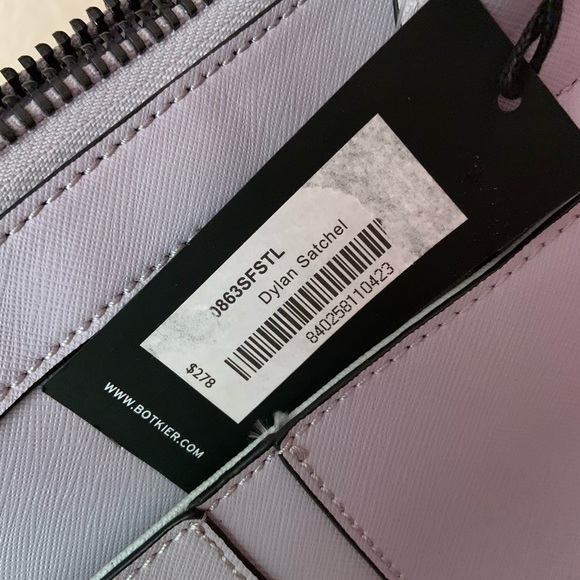 0863SFSTL
Dylan Satchel
840258110423
$278
WWW.BOTKIER.COM